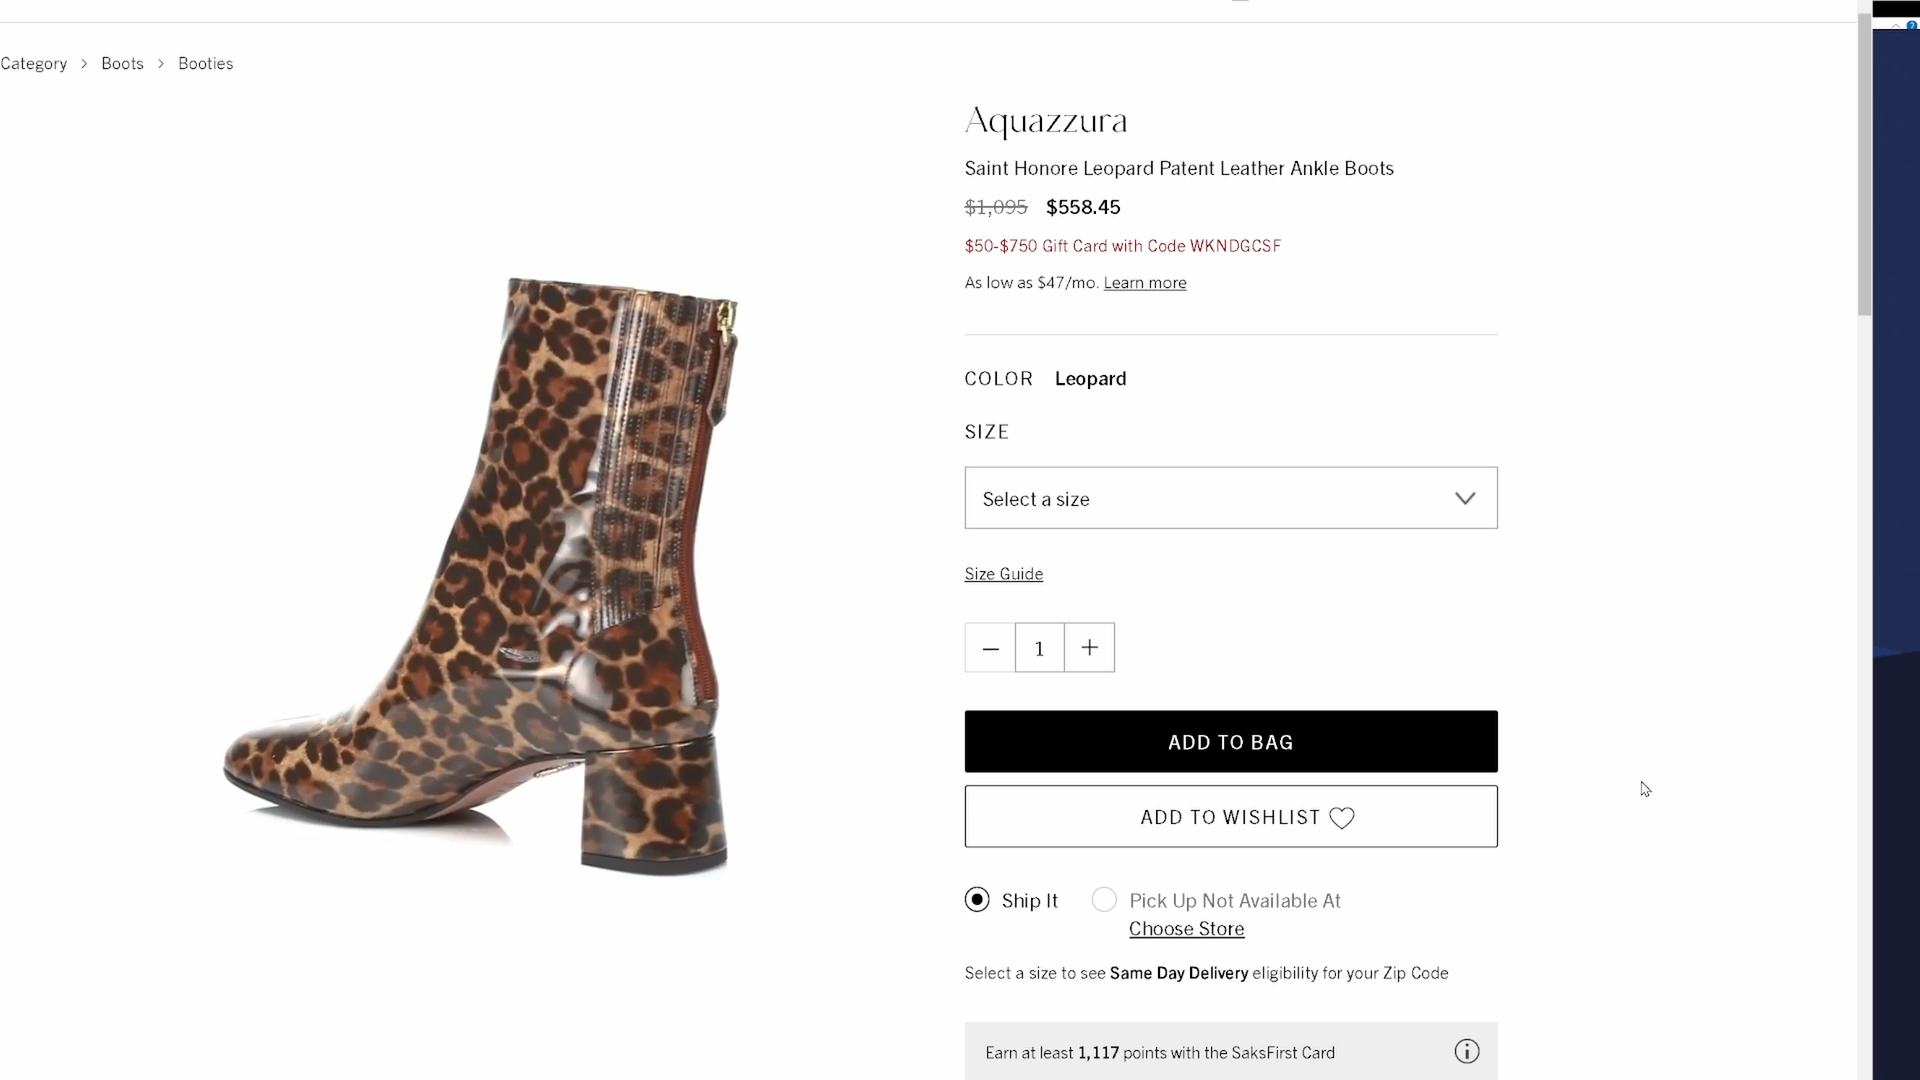 Category > Boots > Booties
Aquazzura
Saint Honore Leopard Patent Leather Ankle Boots
$1,095 $558.45
$50-$750 Gift Card with Code WKNDGCSF
As low as $47/mo. Learn more
COLOR Leopard
SIZE
Select a size
Size Guide
− 1 +
ADD TO BAG
ADD TO WISHLIST
Ship It Pick Up Not Available At
Choose Store
Select a size to see Same Day Delivery eligibility for your Zip Code
Earn at least 1,117 points with the SaksFirst Card